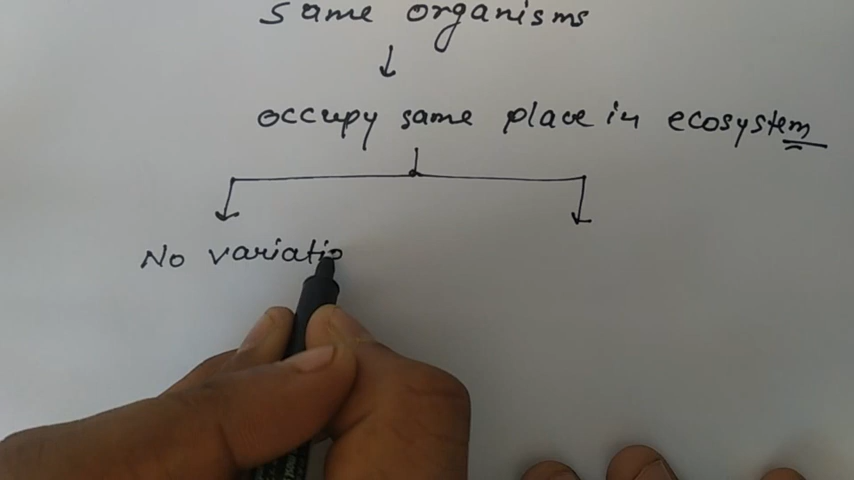 Same organisms
occupy same place in ecosystem
No variatio